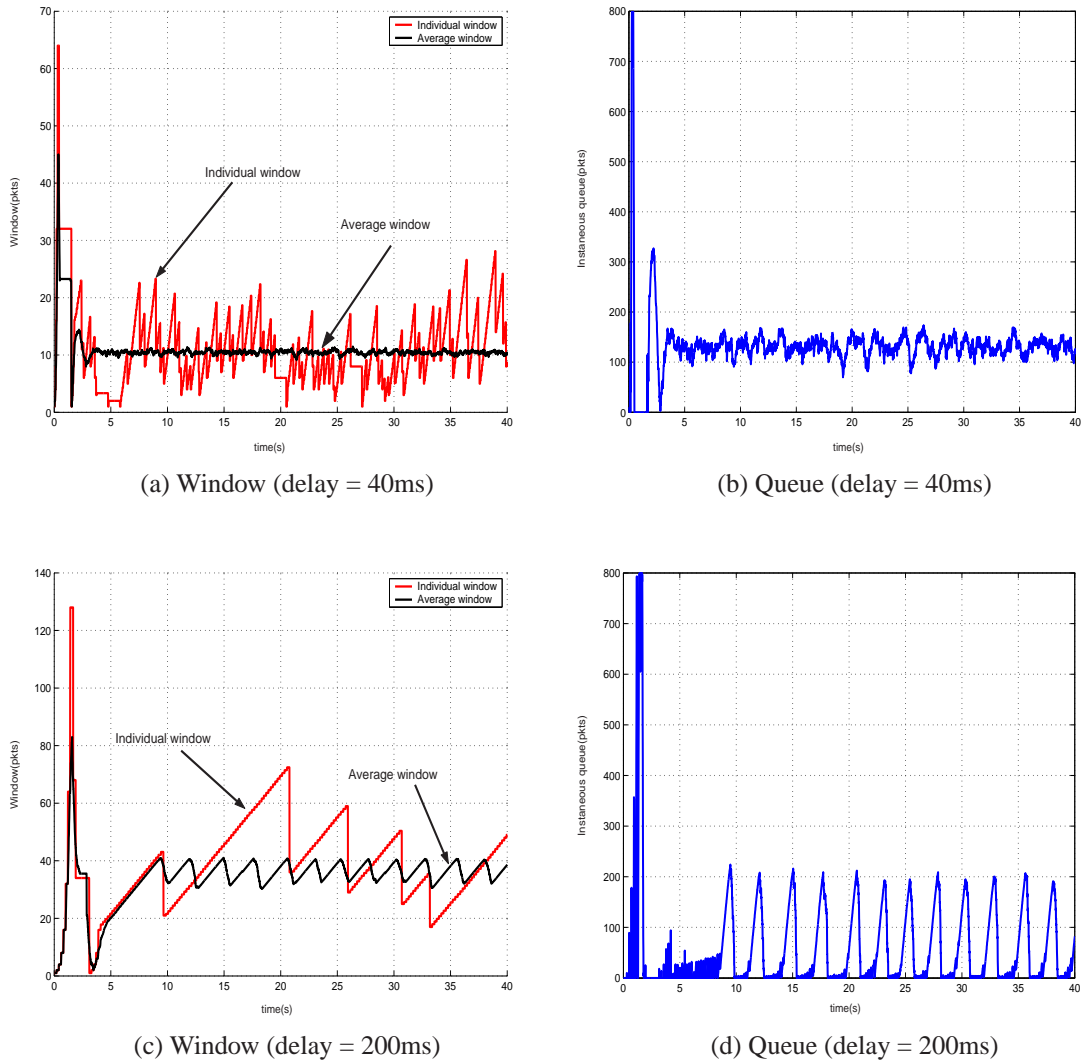 70
60
50
40
30
20
10
0
Window(pkts)
Individual window
Average window
Individual window
Average window
0 5 10 15 20 25 30 35 40
time(s)
(a) Window (delay = 40ms)
800
700
600
500
400
300
200
100
0
Instaneous queue(pkts)
0 5 10 15 20 25 30 35 40
time(s)
(b) Queue (delay = 40ms)
140
120
100
80
60
40
20
0
Window(pkts)
Individual window
Average window
Individual window
Average window
0 5 10 15 20 25 30 35 40
time(s)
(c) Window (delay = 200ms)
800
700
600
500
400
300
200
100
0
Instaneous queue(pkts)
0 5 10 15 20 25 30 35 40
time(s)
(d) Queue (delay = 200ms)